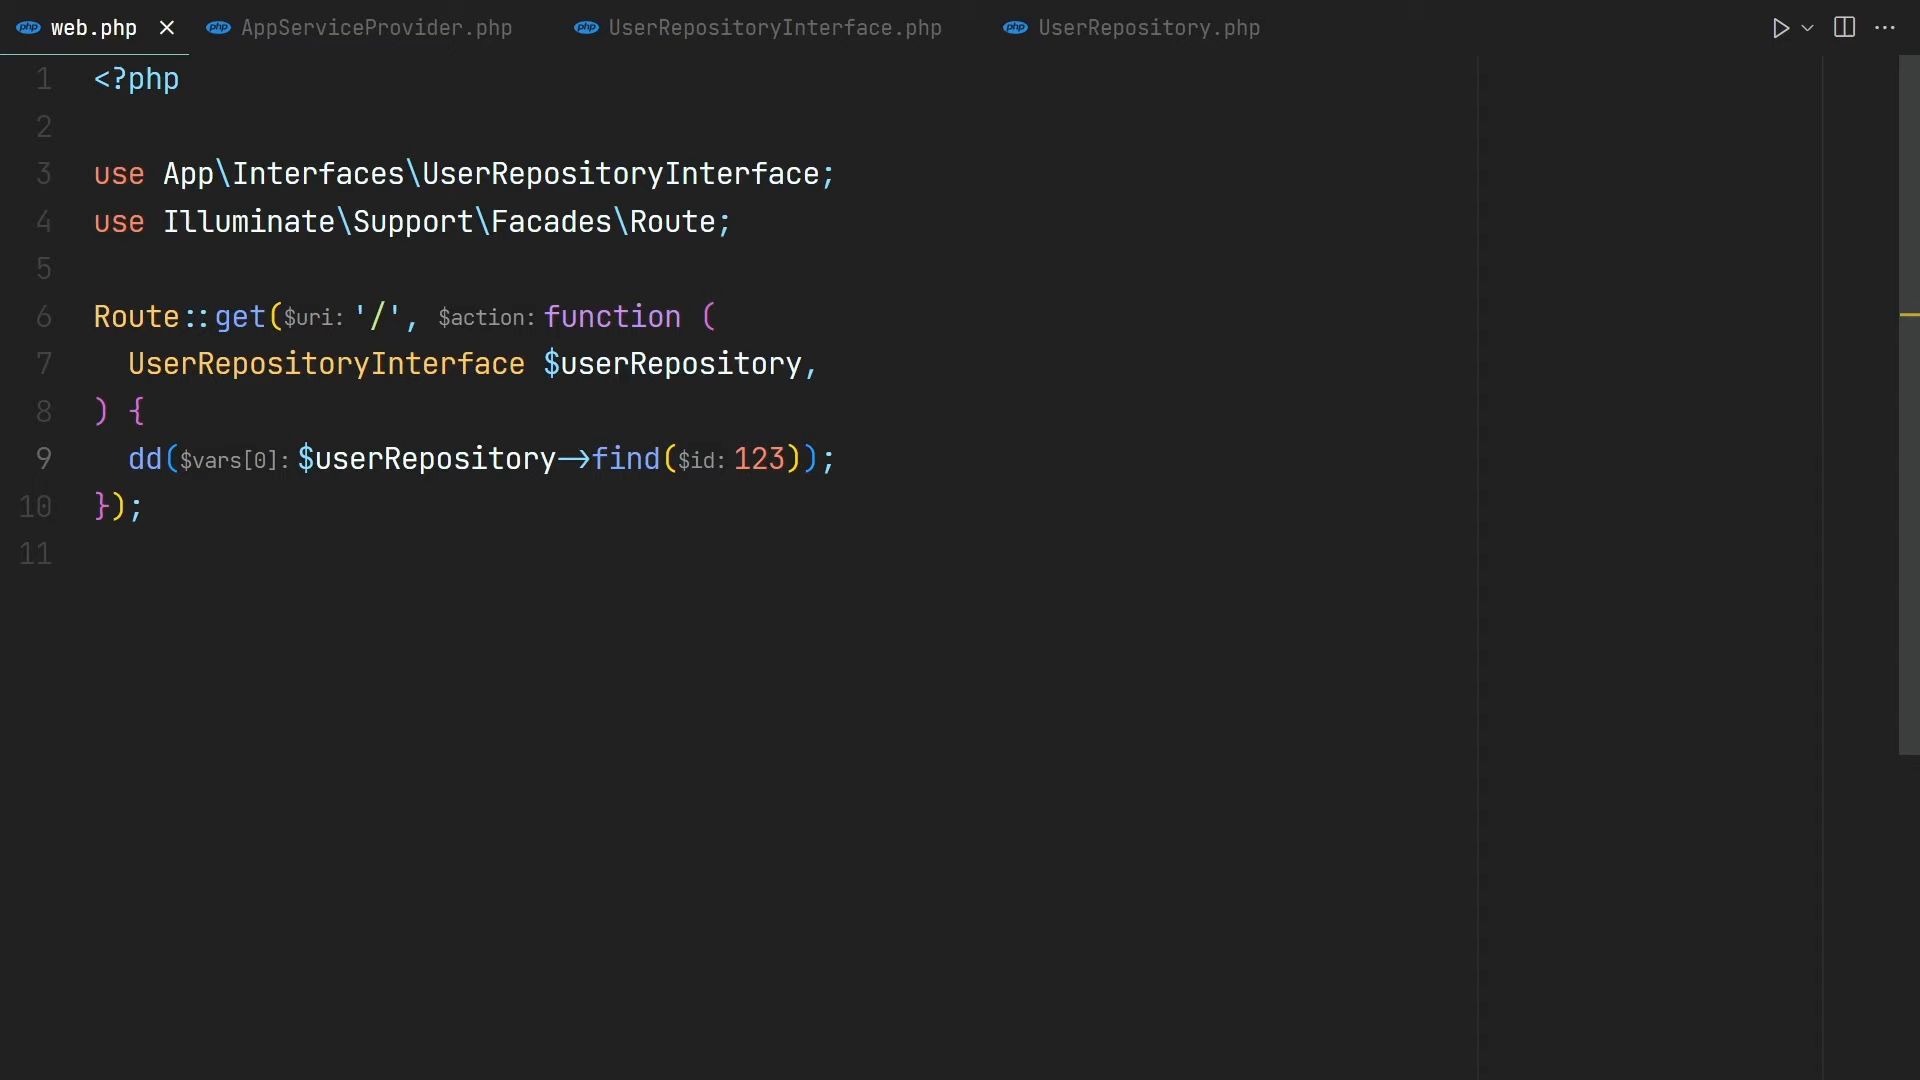 web.php AppServiceProvider.php UserRepositoryInterface.php UserRepository.php
1 <?php
2
3 use App\Interfaces\UserRepositoryInterface;
4 use Illuminate\Support\Facades\Route;
5
6 Route::get($uri: '/', $action: function (
7 UserRepositoryInterface $userRepository,
8 ) {
9 dd($vars[0]: $userRepository->find($id: 123));
10 });
11